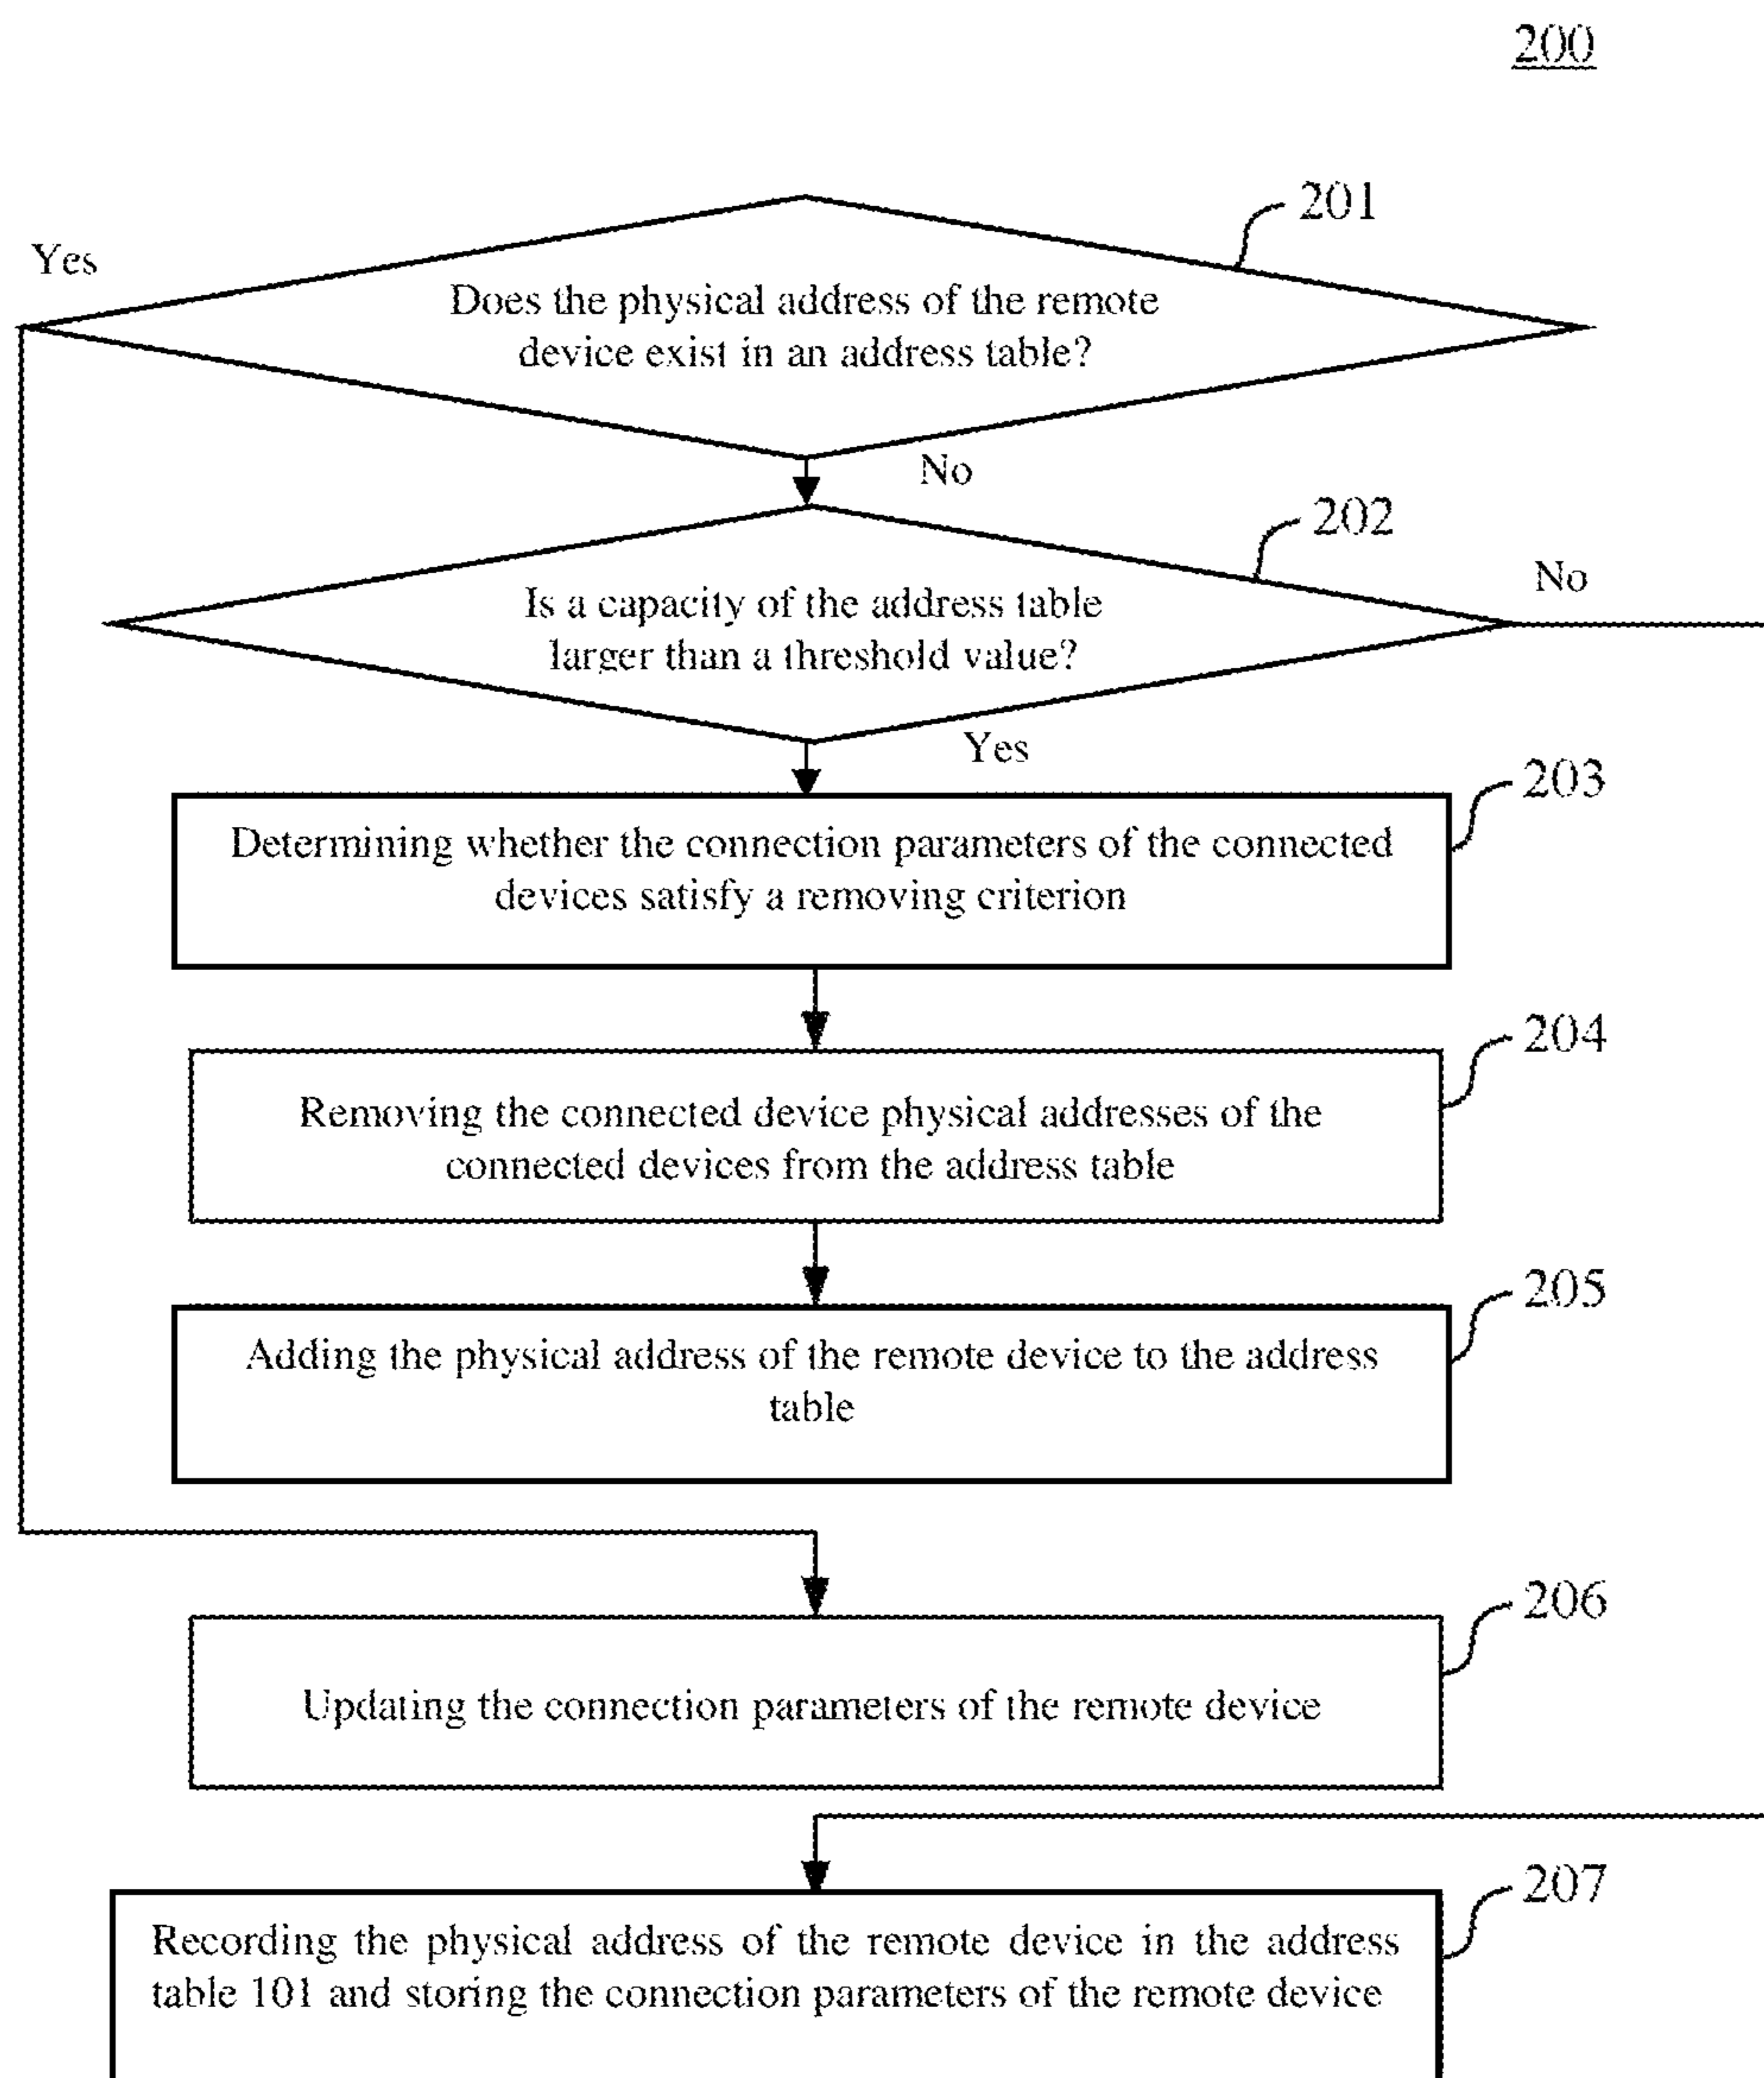 200
201
Yes
Does the physical address of the remote
device exist in an address table?
No
202
No
Is a capacity of the address table
larger than a threshold value?
Yes
203
Determining whether the connection parameters of the connected
devices satisfy a removing criterion
204
Removing the connected device physical addresses of the
connected devices from the address table
205
Adding the physical address of the remote device to the address
table
206
Updating the connection parameters of the remote device
207
Recording the physical address of the remote device in the address
table 101 and storing the connection parameters of the remote device